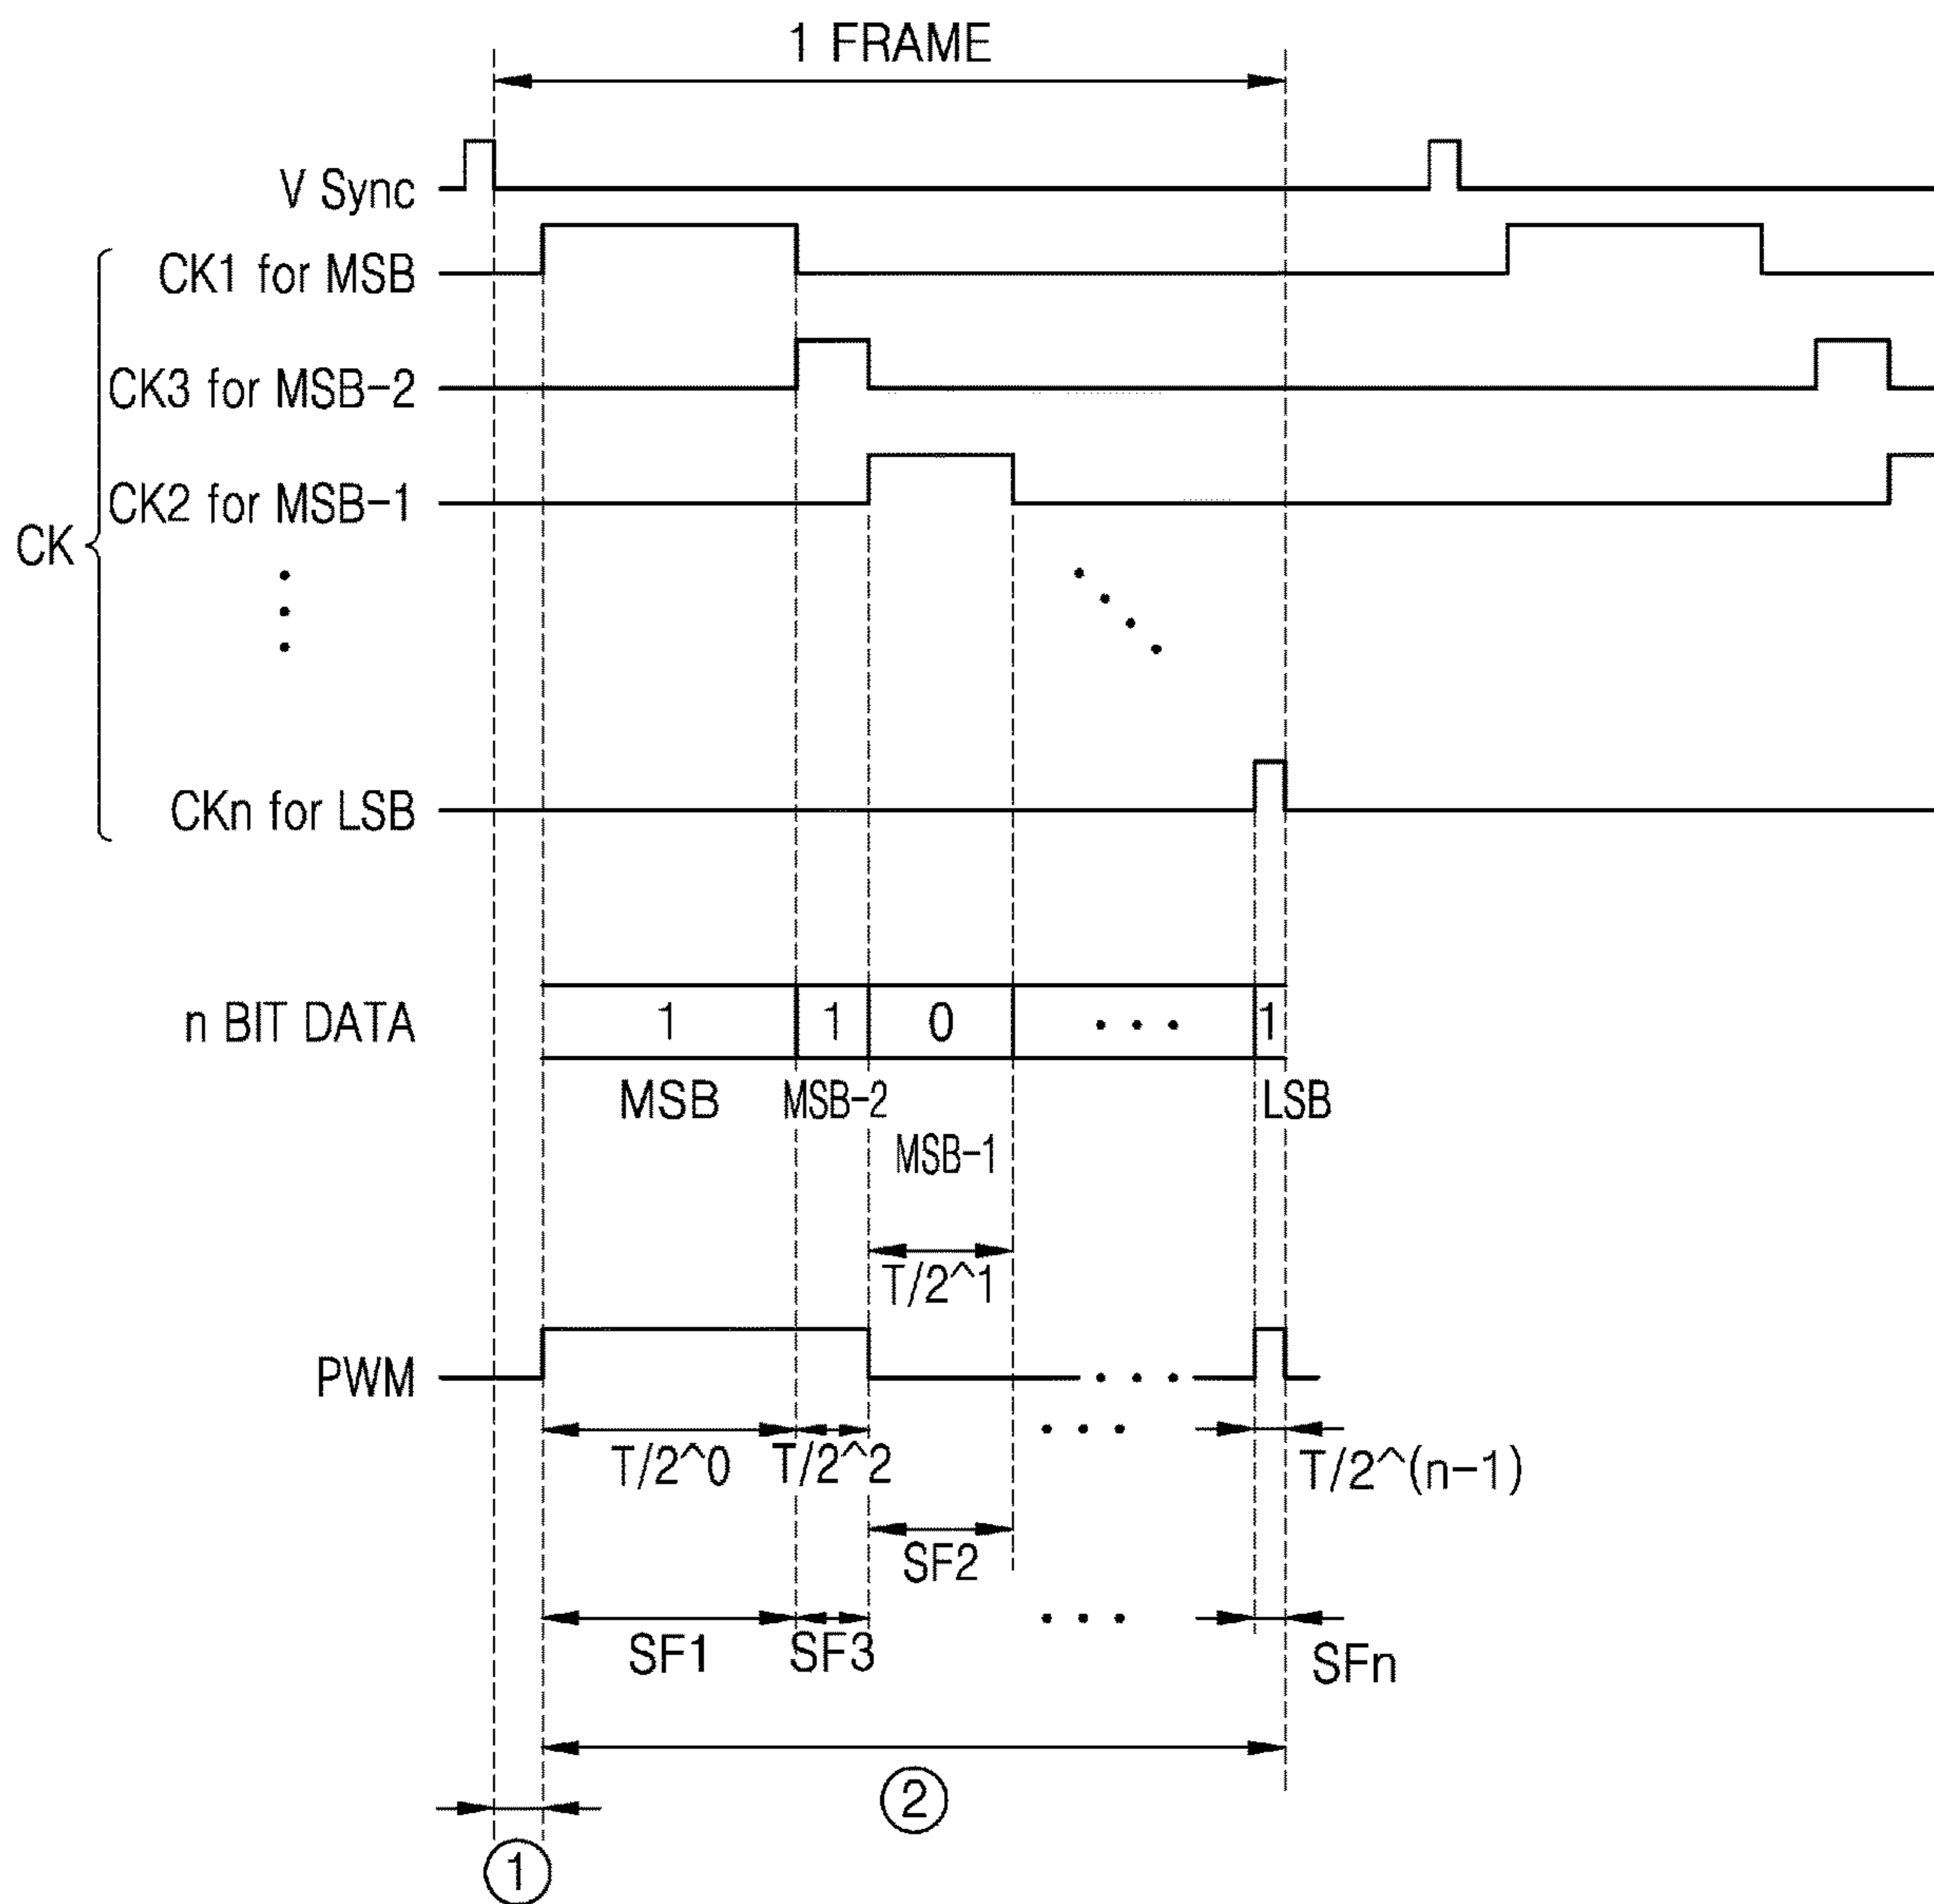 1 FRAME
V Sync
CK1 for MSB
CK3 for MSB-2
CK2 for MSB-1
CK
CKn for LSB
n BIT DATA 1 1 0 1
MSB MSB-2 LSB
MSB-1
T/2^1
PWM
T/2^0 T/2^2 T/2^(n-1)
SF2
SF1 SF3 SFn
②
①